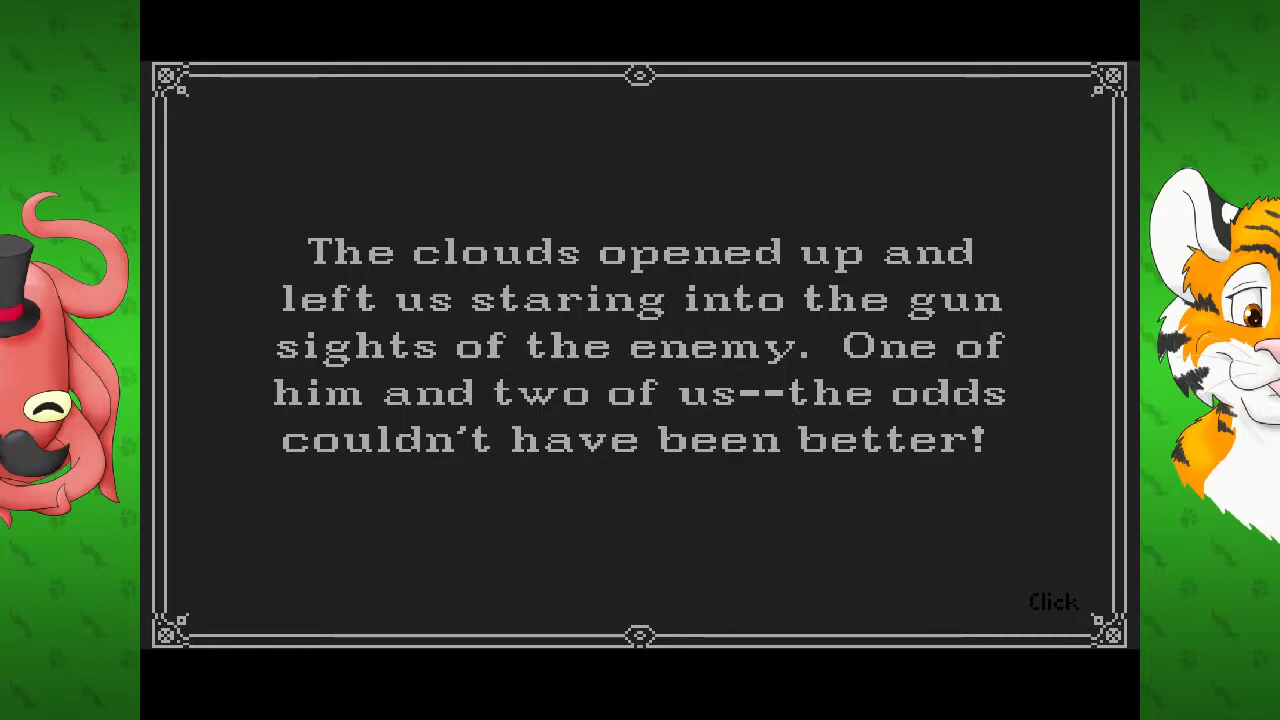 The clouds opened up and
left us staring into the gun
sights of the enemy.  One of
him and two of us--the odds
couldn't have been better!
Click